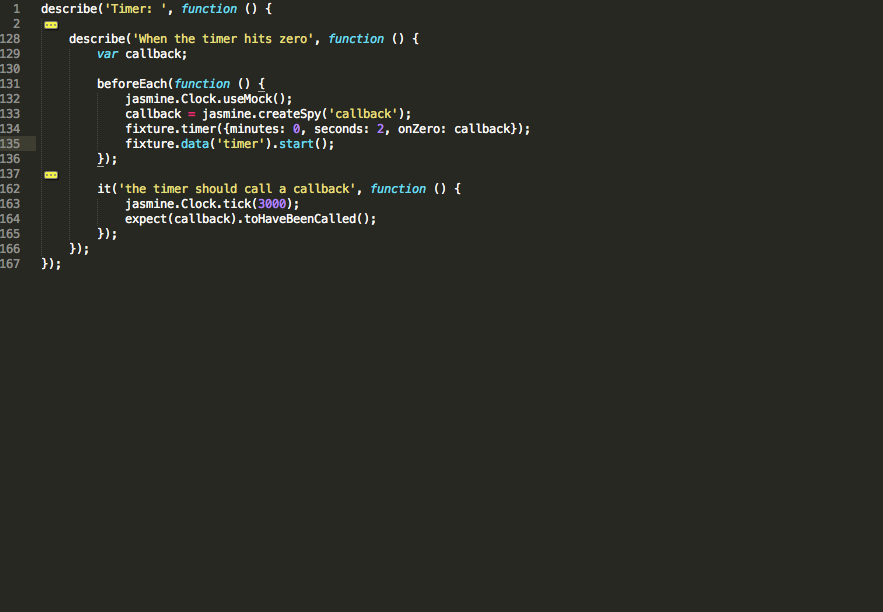 1 describe('Timer: ', function () {
2
128 describe('When the timer hits zero', function () {
129 var callback;
130
131 beforeEach(function () {
132 jasmine.Clock.useMock();
133 callback = jasmine.createSpy('callback');
134 fixture.timer({minutes: 0, seconds: 2, onZero: callback});
135 fixture.data('timer').start();
136 });
137
162 it('the timer should call a callback', function () {
163 jasmine.Clock.tick(3000);
164 expect(callback).toHaveBeenCalled();
165 });
166 });
167 });